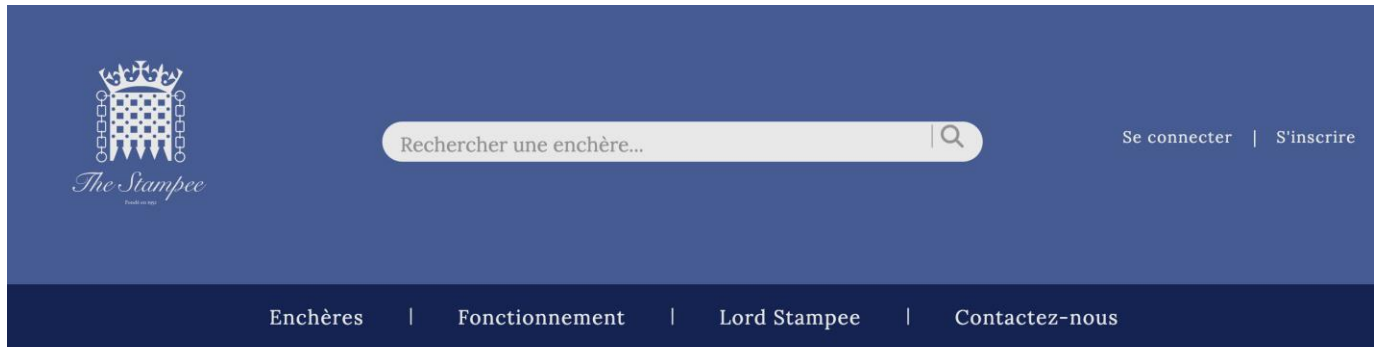 The Stampee
Rechercher une enchère...
Se connecter | S'inscrire
Enchères | Fonctionnement | Lord Stampee | Contactez-nous